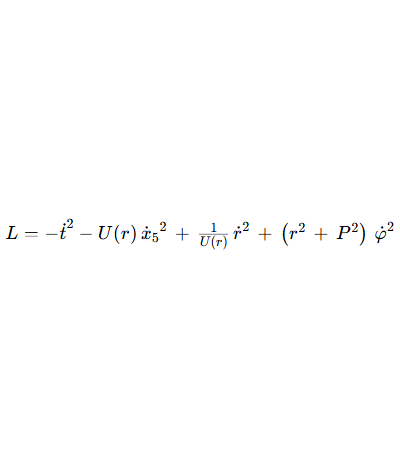 L = −ṫ² − U(r) ẋ₅² + 1/U(r) ṙ² + (r² + P²) φ̇²